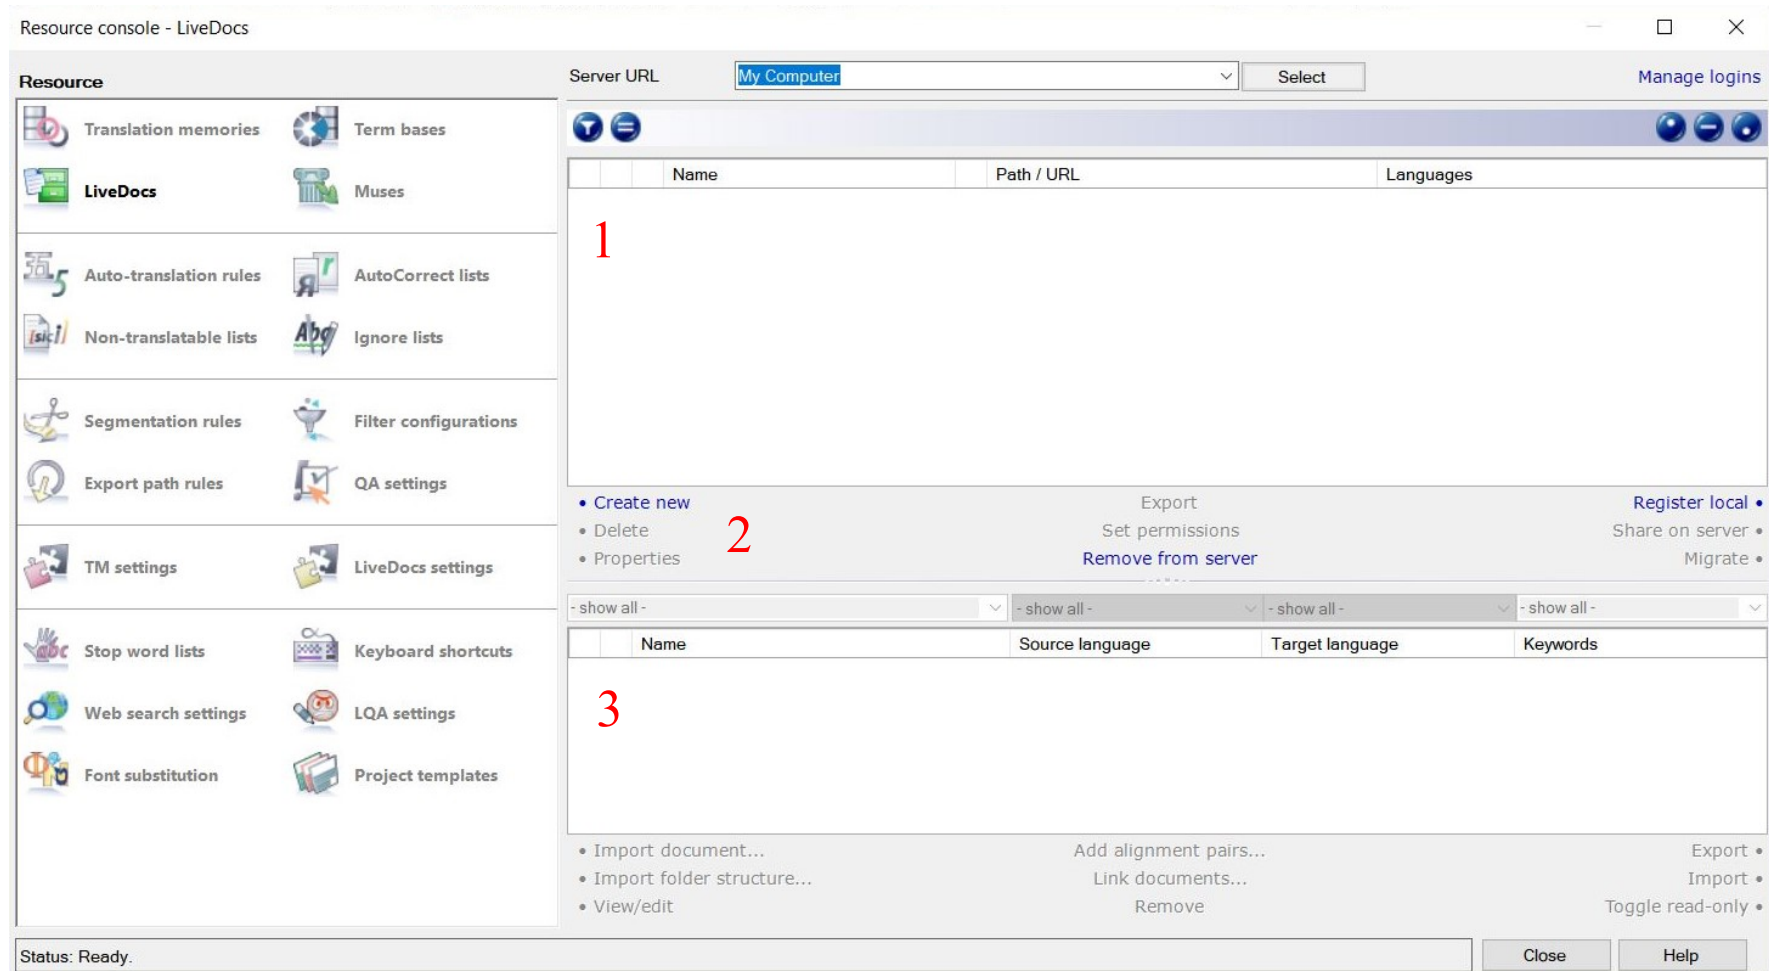 Resource console - LiveDocs
Resource
Translation memories
Term bases
LiveDocs
Muses
Auto-translation rules
AutoCorrect lists
Non-translatable lists
Ignore lists
Segmentation rules
Filter configurations
Export path rules
QA settings
TM settings
LiveDocs settings
Stop word lists
Keyboard shortcuts
Web search settings
LQA settings
Font substitution
Project templates
Server URL My Computer Select Manage logins
Name Path / URL Languages
1
• Create new Export Register local •
• Delete Set permissions Share on server •
2
• Properties Remove from server Migrate •
- show all - - show all - - show all - - show all -
Name Source language Target language Keywords
3
• Import document... Add alignment pairs... Export •
• Import folder structure... Link documents... Import •
• View/edit Remove Toggle read-only •
Status: Ready. Close Help